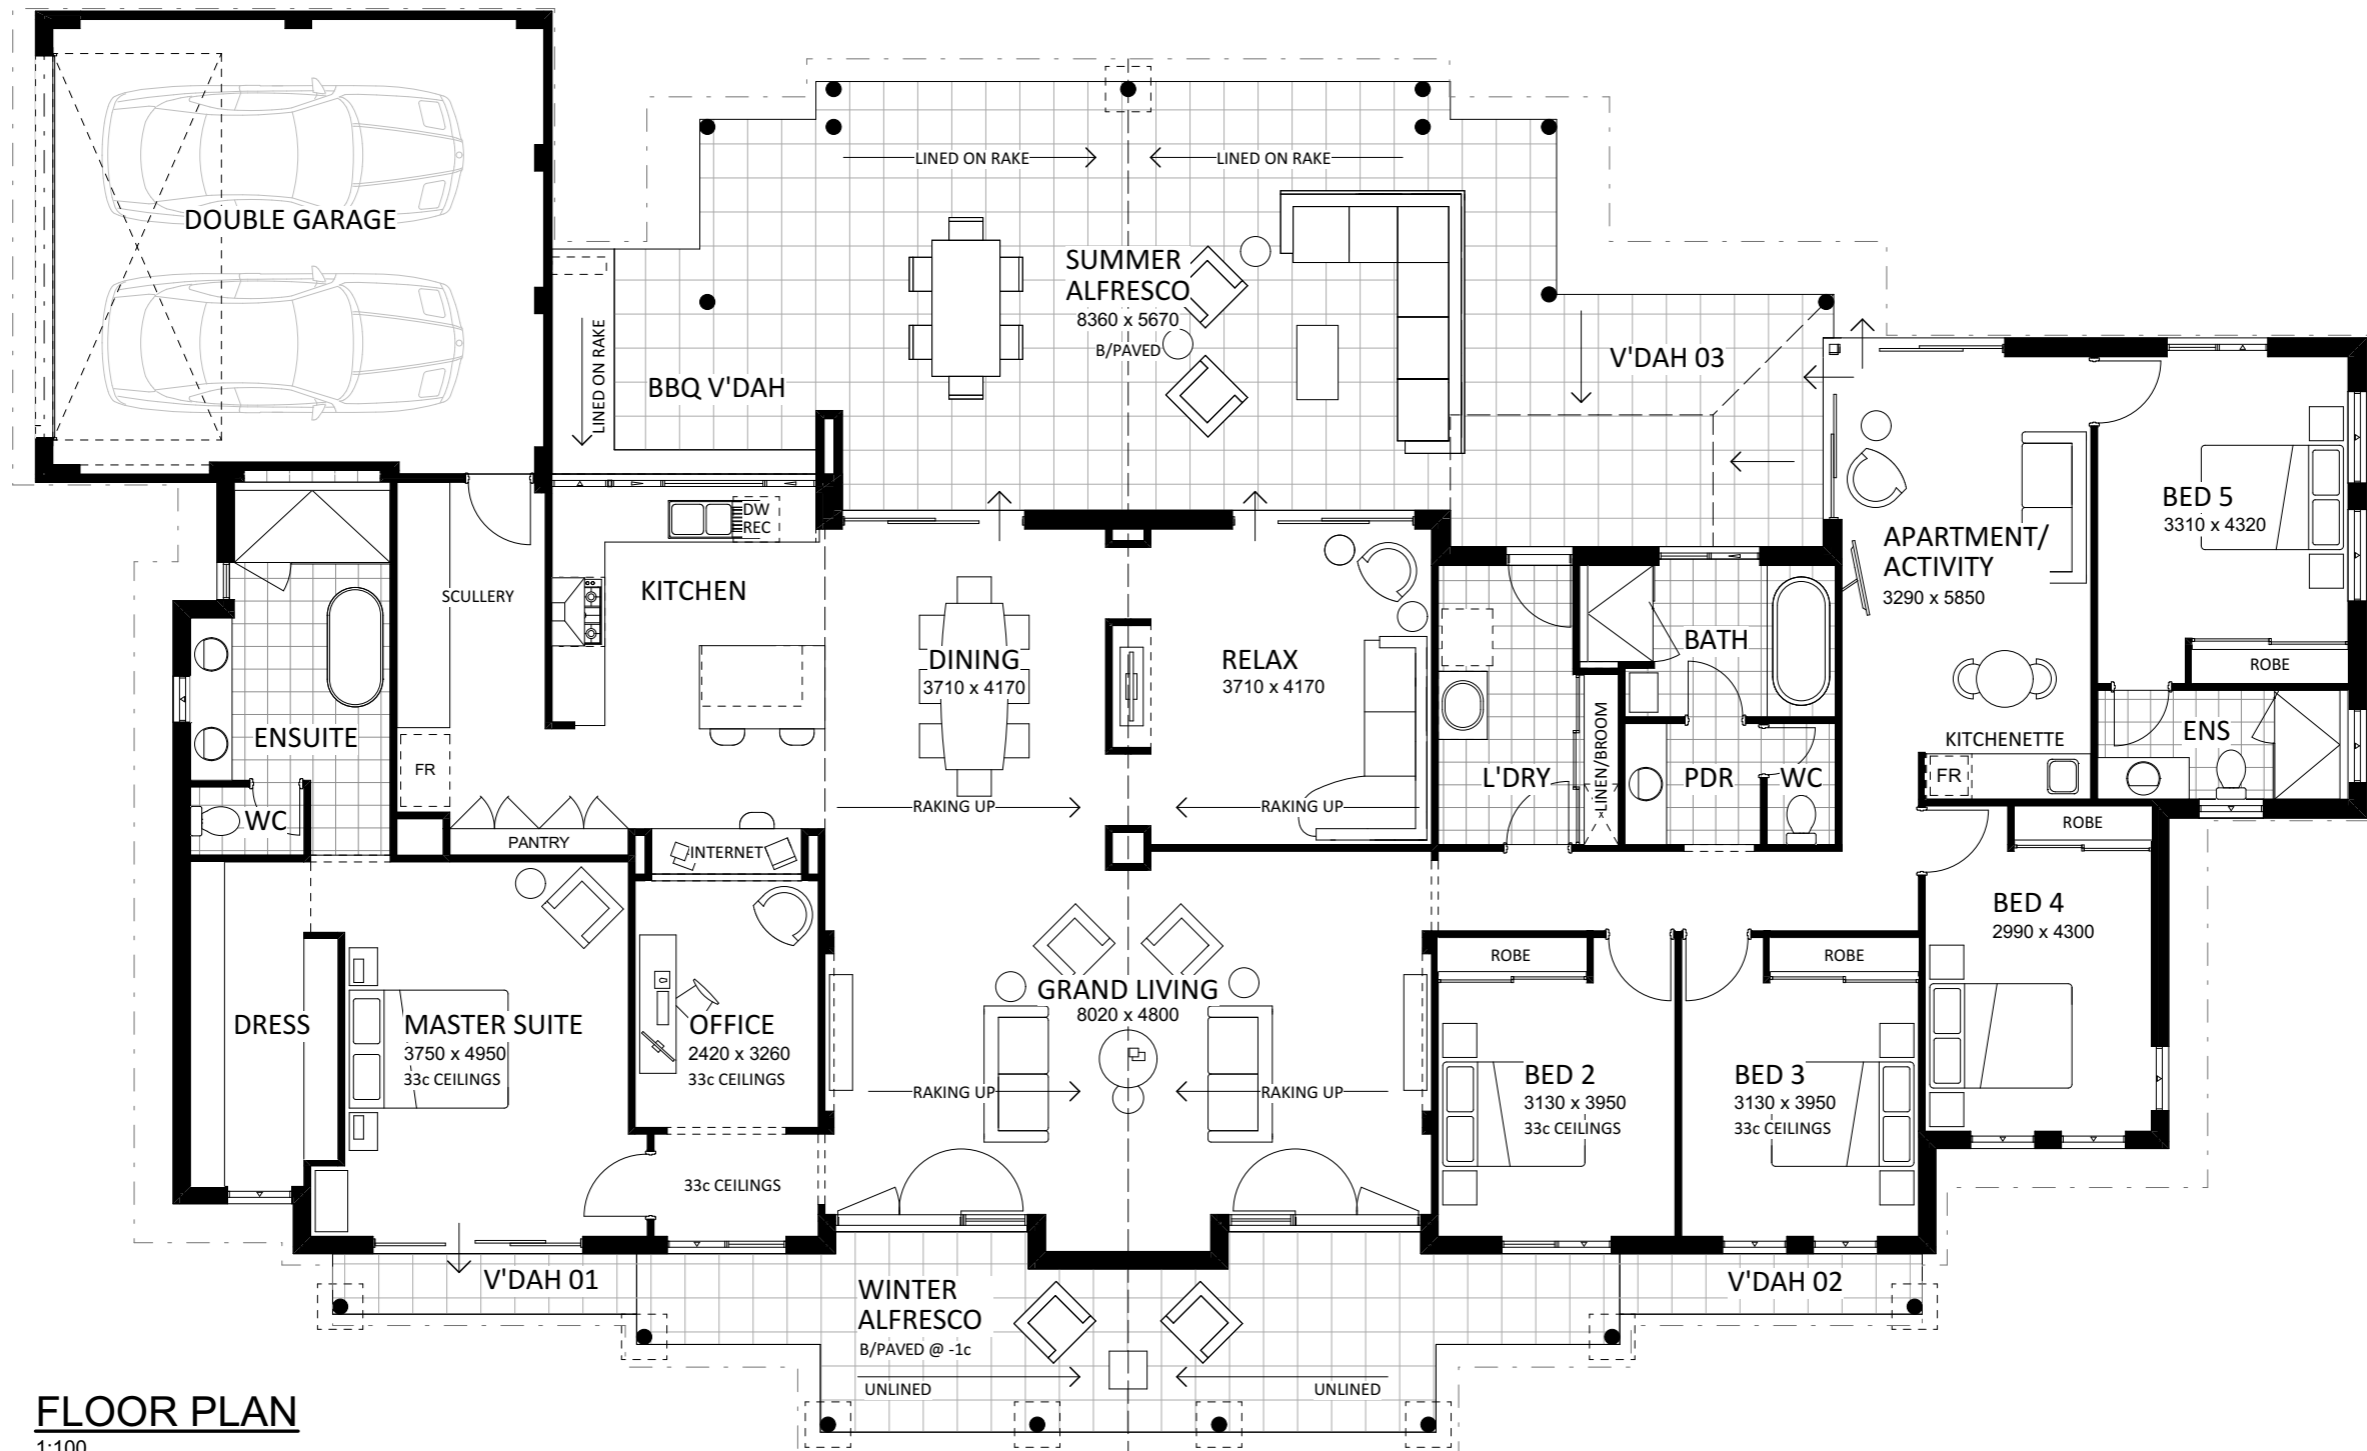 DOUBLE GARAGE
LINED ON RAKE
LINED ON RAKE
SUMMER
ALFRESCO
8360 x 5670
B/PAVED
LINED ON RAKE
BBQ V'DAH
V'DAH 03
BED 5
3310 x 4320
ROBE
APARTMENT/
ACTIVITY
3290 x 5850
DW
REC
SCULLERY
KITCHEN
DINING
3710 x 4170
RELAX
3710 x 4170
BATH
ENSUITE
FR
WC
PANTRY
INTERNET
RAKING UP
RAKING UP
L'DRY
LINEN/BROOM
PDR
WC
KITCHENETTE
FR
ENS
ROBE
BED 4
2990 x 4300
DRESS
MASTER SUITE
3750 x 4950
33c CEILINGS
OFFICE
2420 x 3260
33c CEILINGS
33c CEILINGS
GRAND LIVING
8020 x 4800
RAKING UP
RAKING UP
ROBE
ROBE
BED 2
3130 x 3950
33c CEILINGS
BED 3
3130 x 3950
33c CEILINGS
V'DAH 01
WINTER
ALFRESCO
B/PAVED @ -1c
UNLINED
UNLINED
V'DAH 02
FLOOR PLAN
1:100